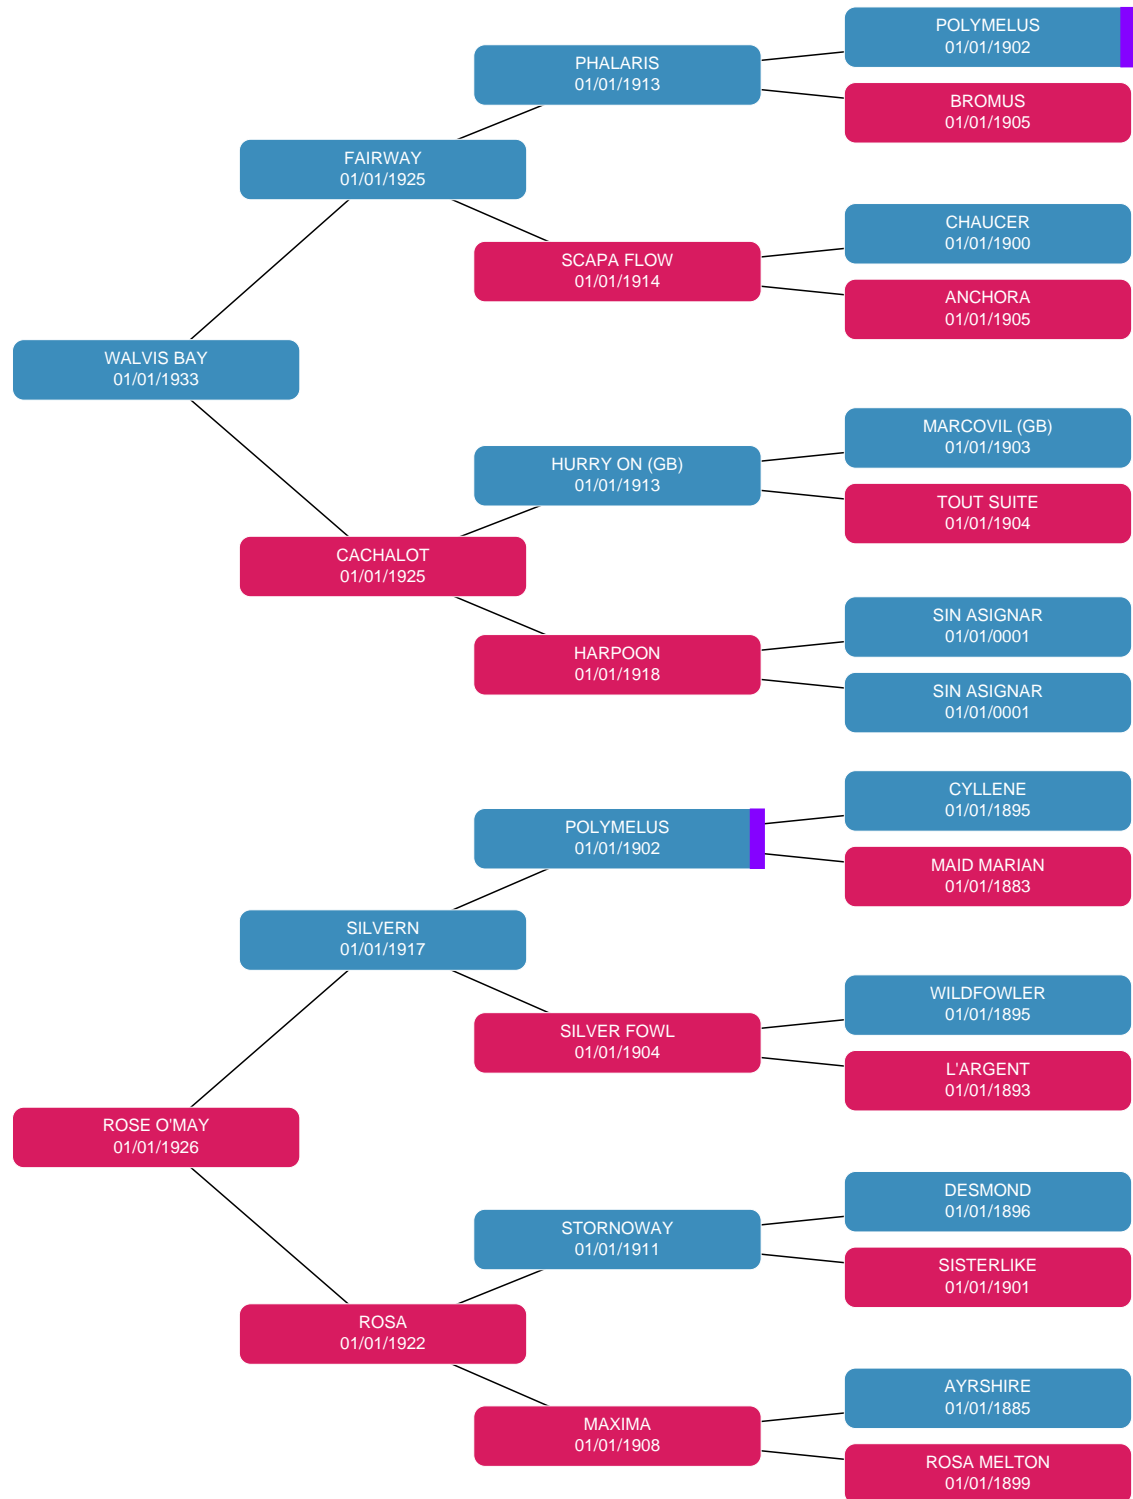 POLYMELUS
01/01/1902
PHALARIS
01/01/1913
BROMUS
01/01/1905
FAIRWAY
01/01/1925
CHAUCER
01/01/1900
SCAPA FLOW
01/01/1914
ANCHORA
01/01/1905
WALVIS BAY
01/01/1933
MARCOVIL (GB)
01/01/1903
HURRY ON (GB)
01/01/1913
TOUT SUITE
01/01/1904
CACHALOT
01/01/1925
SIN ASIGNAR
01/01/0001
HARPOON
01/01/1918
SIN ASIGNAR
01/01/0001
CYLLENE
01/01/1895
POLYMELUS
01/01/1902
MAID MARIAN
01/01/1883
SILVERN
01/01/1917
WILDFOWLER
01/01/1895
SILVER FOWL
01/01/1904
L'ARGENT
01/01/1893
ROSE O'MAY
01/01/1926
DESMOND
01/01/1896
STORNOWAY
01/01/1911
SISTERLIKE
01/01/1901
ROSA
01/01/1922
AYRSHIRE
01/01/1885
MAXIMA
01/01/1908
ROSA MELTON
01/01/1899